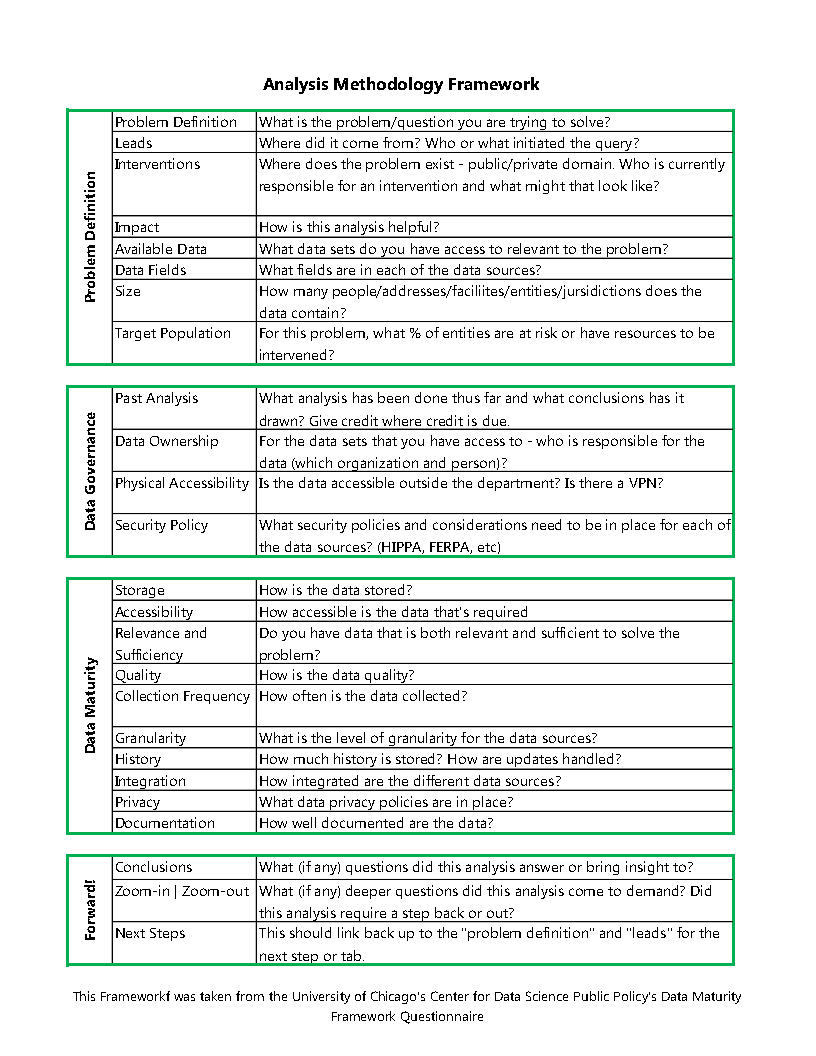 Analysis Methodology Framework
Problem Definition
Problem Definition What is the problem/question you are trying to solve?
Leads Where did it come from? Who or what initiated the query?
Interventions Where does the problem exist - public/private domain. Who is currently
responsible for an intervention and what might that look like?
Impact How is this analysis helpful?
Available Data What data sets do you have access to relevant to the problem?
Data Fields What fields are in each of the data sources?
Size How many people/addresses/faciliites/entities/jursidictions does the
data contain?
Target Population For this problem, what % of entities are at risk or have resources to be
intervened?
Data Governance
Past Analysis What analysis has been done thus far and what conclusions has it
drawn? Give credit where credit is due.
Data Ownership For the data sets that you have access to - who is responsible for the
data (which organization and person)?
Physical Accessibility Is the data accessible outside the department? Is there a VPN?
Security Policy What security policies and considerations need to be in place for each of
the data sources? (HIPPA, FERPA, etc)
Data Maturity
Storage How is the data stored?
Accessibility How accessible is the data that's required
Relevance and Do you have data that is both relevant and sufficient to solve the
Sufficiency problem?
Quality How is the data quality?
Collection Frequency How often is the data collected?
Granularity What is the level of granularity for the data sources?
History How much history is stored? How are updates handled?
Integration How integrated are the different data sources?
Privacy What data privacy policies are in place?
Documentation How well documented are the data?
Forward!
Conclusions What (if any) questions did this analysis answer or bring insight to?
Zoom-in | Zoom-out What (if any) deeper questions did this analysis come to demand? Did
this analysis require a step back or out?
Next Steps This should link back up to the "problem definition" and "leads" for the
next step or tab.
This Frameworkf was taken from the University of Chicago's Center for Data Science Public Policy's Data Maturity
Framework Questionnaire